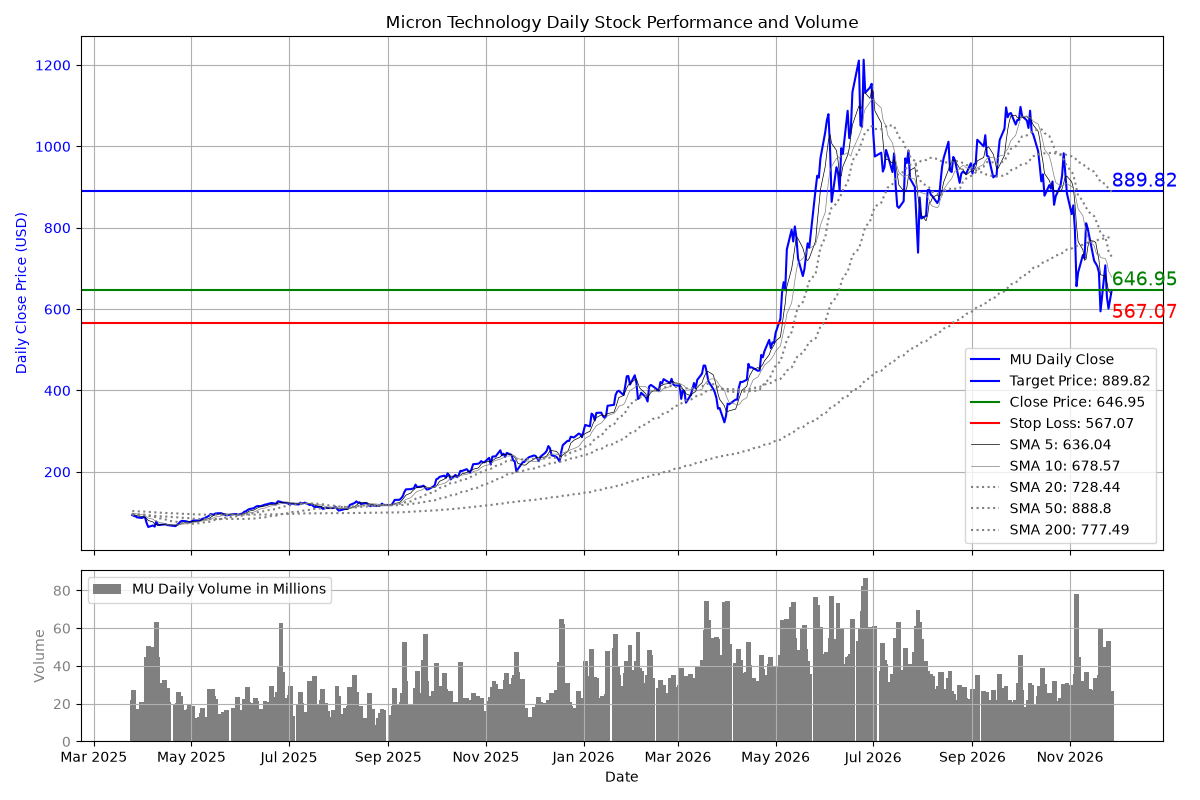 Micron Technology Daily Stock Performance and Volume
Daily Close Price (USD)
1200
1000
800
600
400
200
889.82
646.95
567.07
MU Daily Close
Target Price: 889.82
Close Price: 646.95
Stop Loss: 567.07
SMA 5: 636.04
SMA 10: 678.57
SMA 20: 728.44
SMA 50: 888.8
SMA 200: 777.49
MU Daily Volume in Millions
Volume
80
60
40
20
0
Mar 2025 May 2025 Jul 2025 Sep 2025 Nov 2025 Jan 2026 Mar 2026 May 2026 Jul 2026 Sep 2026 Nov 2026
Date